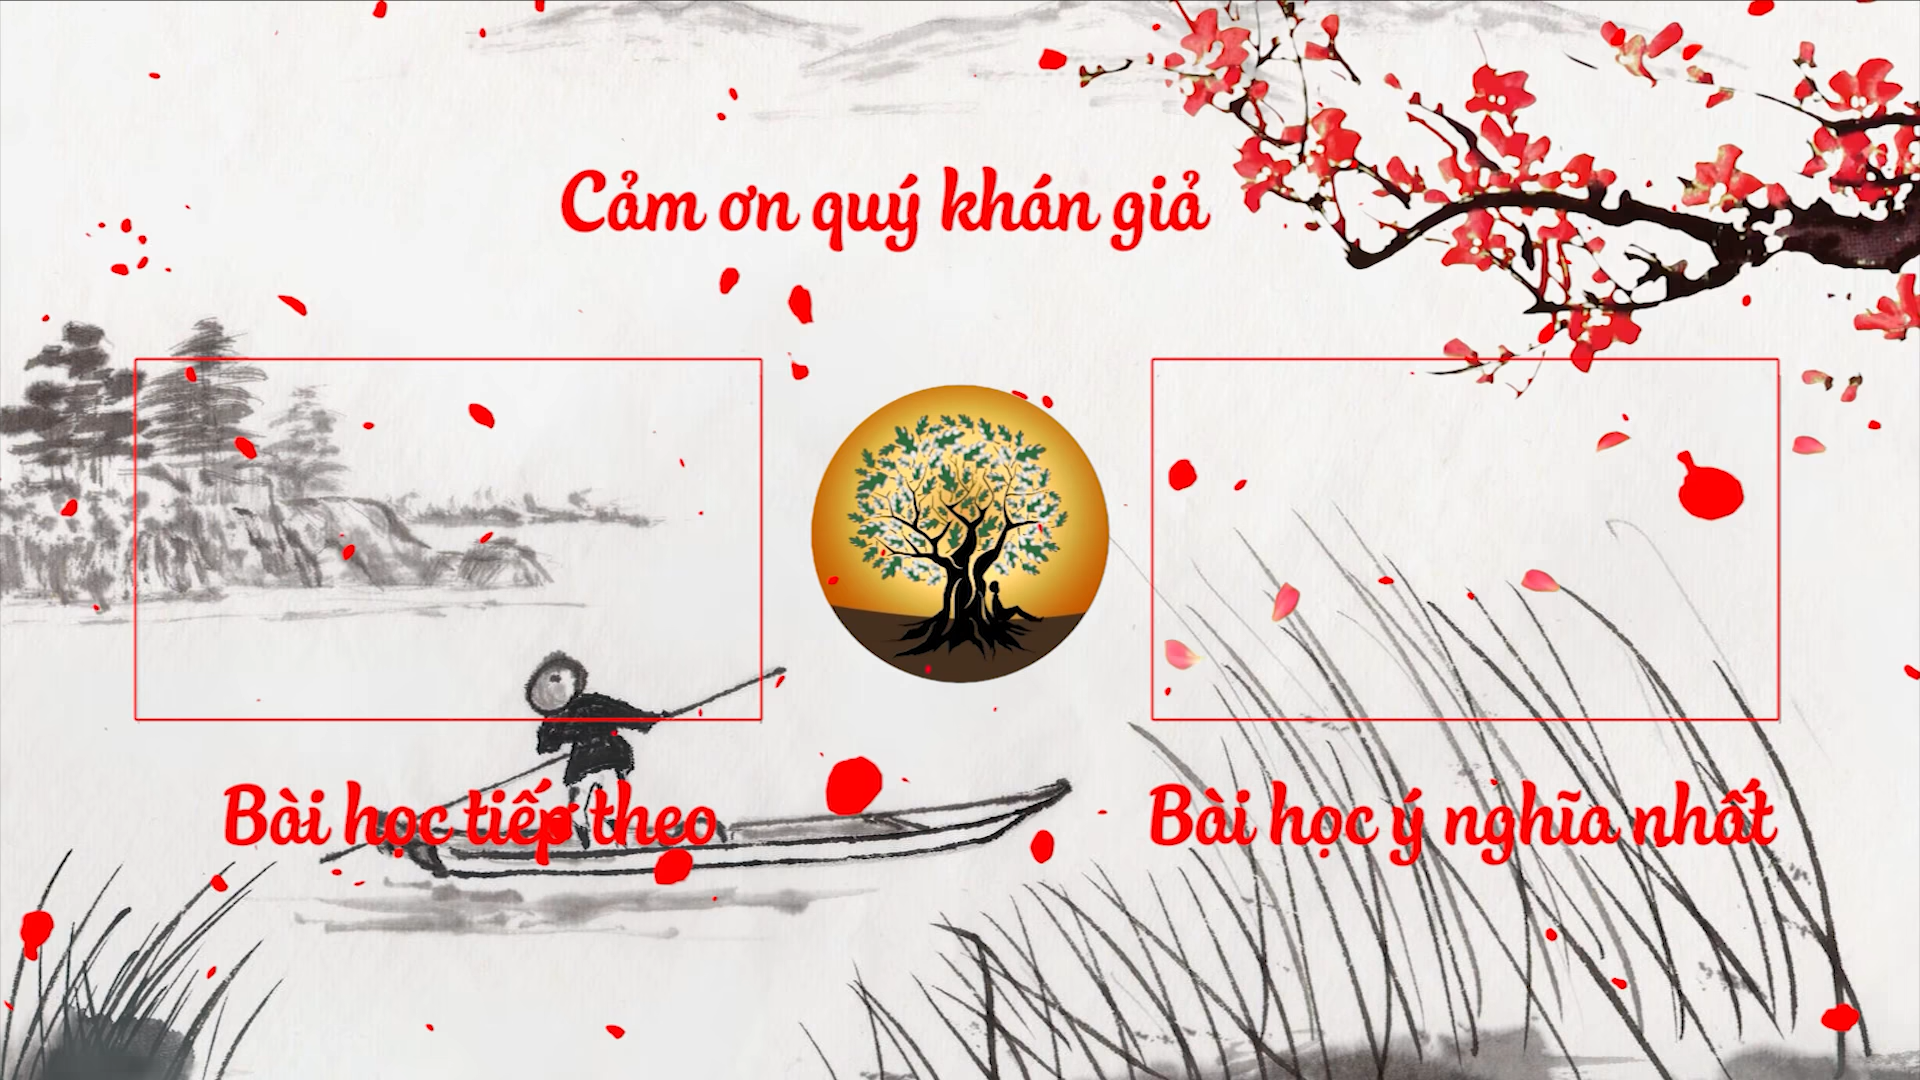 Cảm ơn quý khán giả
Bài học tiếp theo
Bài học ý nghĩa nhất